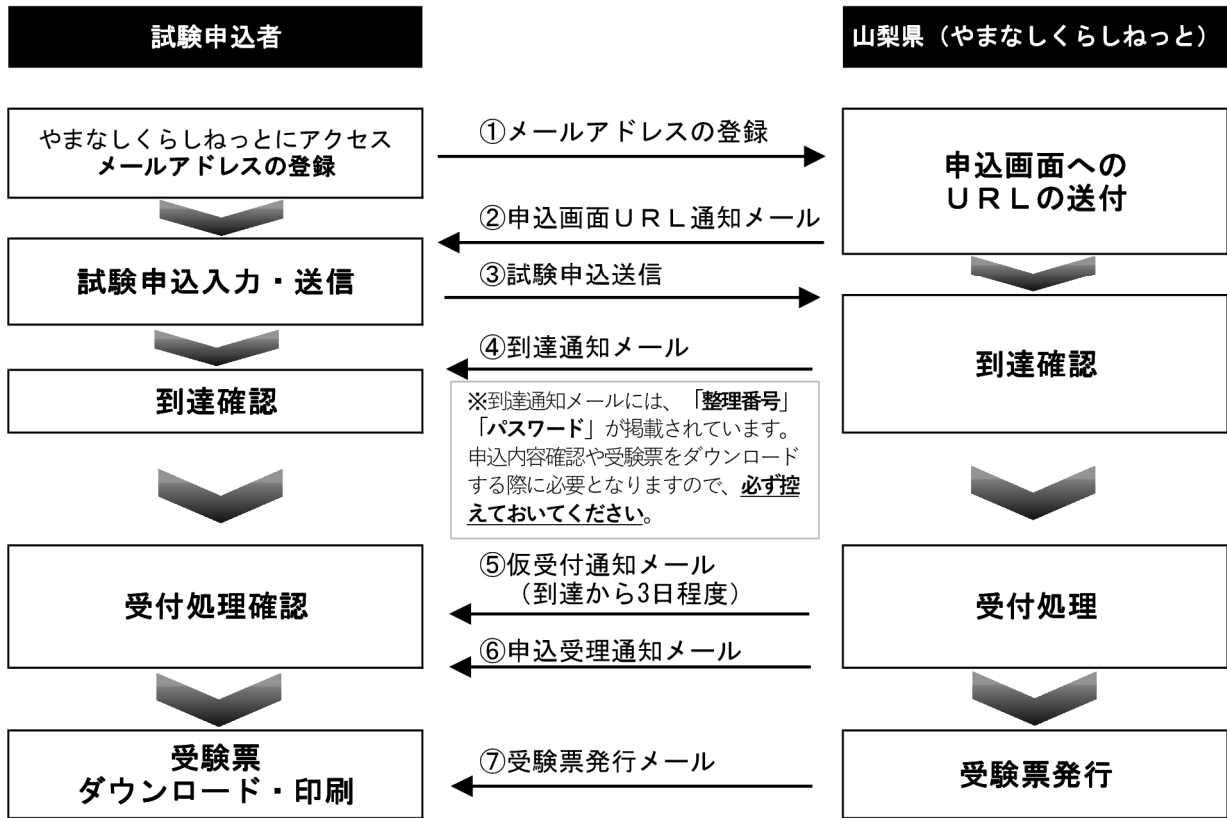 試験申込者
山梨県（やまなしくらしねっと）
やまなしくらしねっとにアクセス
メールアドレスの登録
①メールアドレスの登録
申込画面への
ＵＲＬの送付
②申込画面ＵＲＬ通知メール
試験申込入力・送信
③試験申込送信
④到達通知メール
到達確認
到達確認
※到達通知メールには、「整理番号」
「パスワード」が掲載されています。
申込内容確認や受験票をダウンロード
する際に必要となりますので、必ず控
えておいてください。
⑤仮受付通知メール
（到達から3日程度）
受付処理確認
受付処理
⑥申込受理通知メール
受験票
ダウンロード・印刷
⑦受験票発行メール
受験票発行